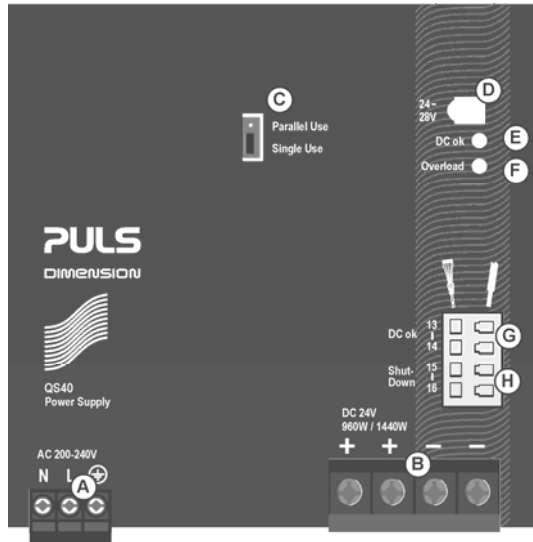 C
Parallel Use
Single Use
D
24–
28V
DC ok
E
Overload
F
PULS
DIMENSION
QS40
Power Supply
DC ok
13
14
G
Shut-
Down
15
16
H
DC 24V
960W / 1440W
+ + – –
B
AC 200-240V
N L
A